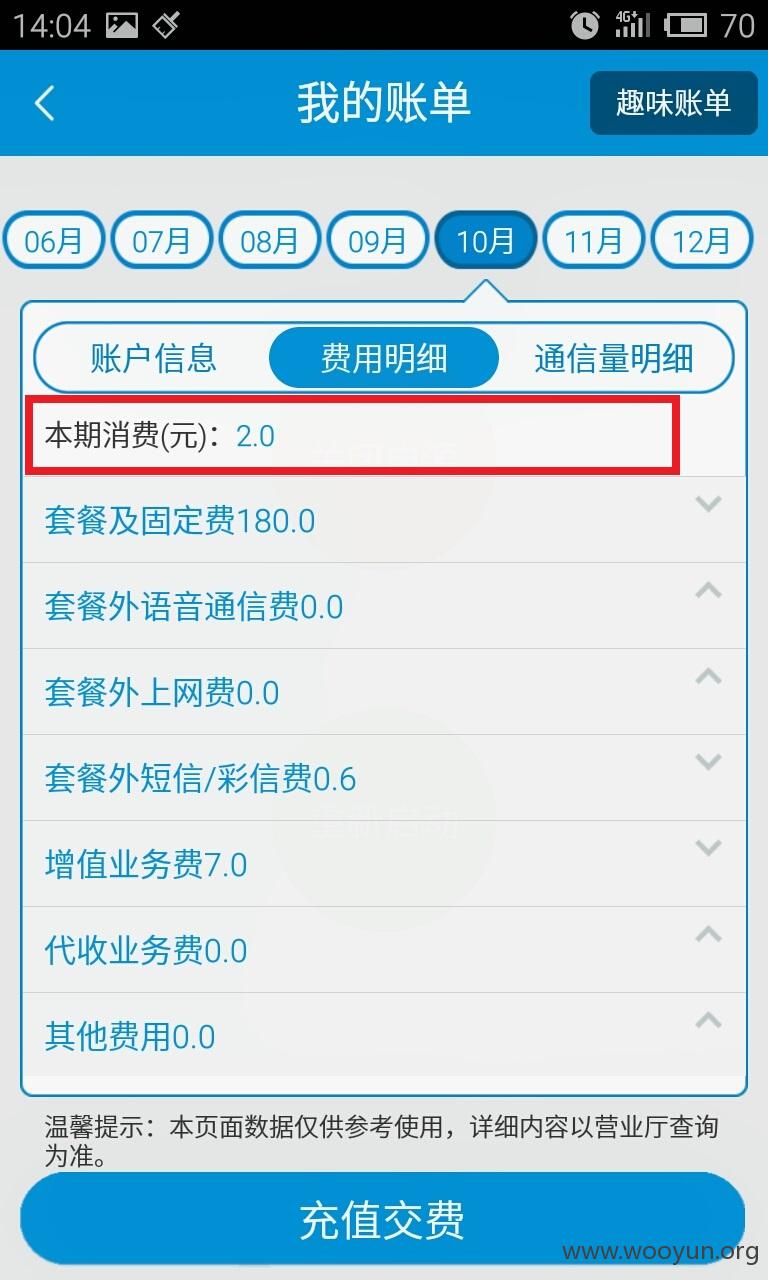 14:04 4G+ 70
我的账单 趣味账单
06月 07月 08月 09月 10月 11月 12月
账户信息 费用明细 通信量明细
本期消费(元)：2.0
套餐及固定费180.0
套餐外语音通信费0.0
套餐外上网费0.0
套餐外短信/彩信费0.6
重新启动
增值业务费7.0
代收业务费0.0
其他费用0.0
温馨提示：本页面数据仅供参考使用，详细内容以营业厅查询
为准。
充值交费
www.wooyun.org